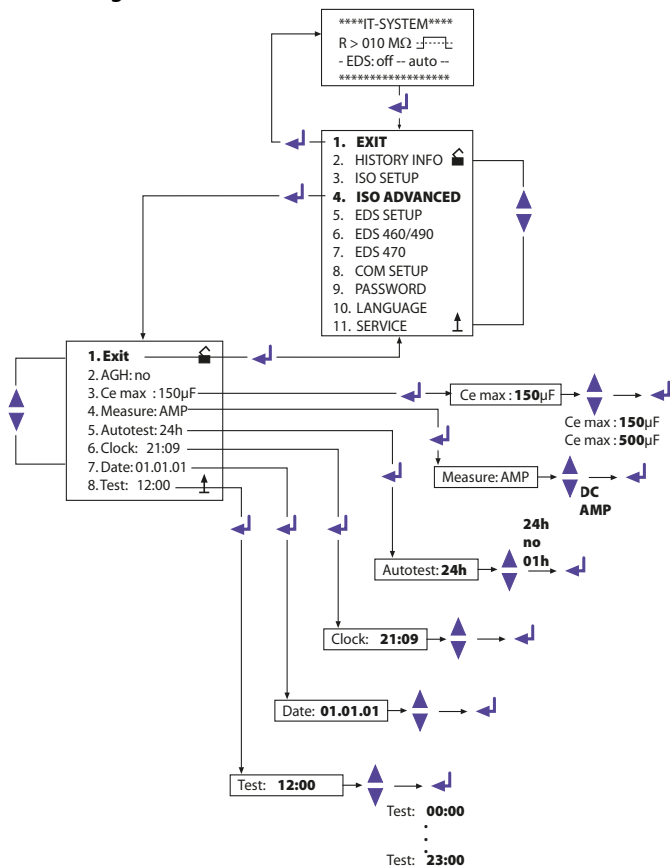 ****IT-SYSTEM****
R > 010 MΩ
- EDS: off -- auto --
******************
1. EXIT
2. HISTORY INFO
3. ISO SETUP
4. ISO ADVANCED
5. EDS SETUP
6. EDS 460/490
7. EDS 470
8. COM SETUP
9. PASSWORD
10. LANGUAGE
11. SERVICE
1. Exit
2. AGH: no
3. Ce max : 150µF
4. Measure: AMP
5. Autotest: 24h
6. Clock: 21:09
7. Date: 01.01.01
8. Test: 12:00
Ce max : 150µF
Ce max : 150µF
Ce max : 500µF
Measure: AMP
DC
AMP
Autotest: 24h
24h
no
01h
Clock: 21:09
Date: 01.01.01
Test: 12:00
Test: 00:00
.
.
.
Test: 23:00